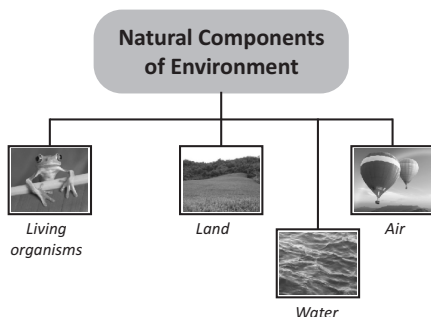 Natural Components
of Environment
Living
organisms
Land
Air
Water